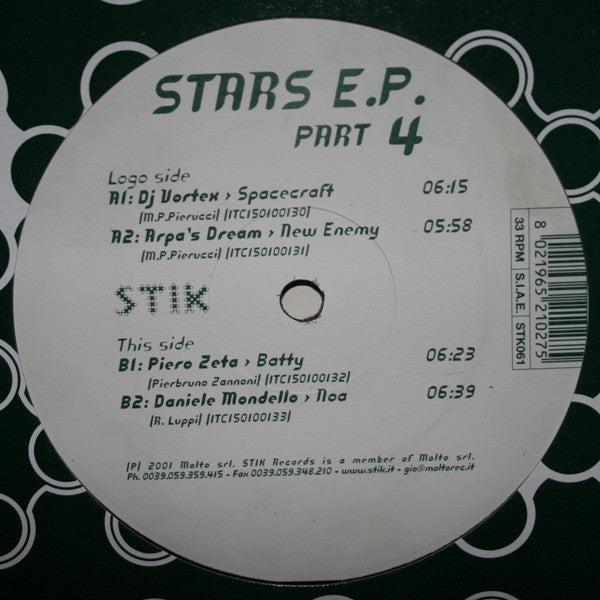 STARS E.P.
PART 4
Logo side
A1: Dj Vortex › Spacecraft 06:15
(M.P.Pierucci) (ITC150100130)
A2: Arpa's Dream › New Enemy 05:58
(M.P.Pierucci) (ITC150100131)
STIK
This side
B1: Piero Zeta › Batty 06:23
(Pierbruno Zannoni) (ITC150100132)
B2: Daniele Mondello › Noa 06:39
(R. Luppi) (ITC150100133)
(P) 2001 Molto srl. STIK Records is a member of Molto srl.
Ph. 0039.059.359.415 - Fax 0039.059.348.210 - www.stik.it - gio@moltorec.it
33 RPM S.I.A.E. STK061
8 021965 210275